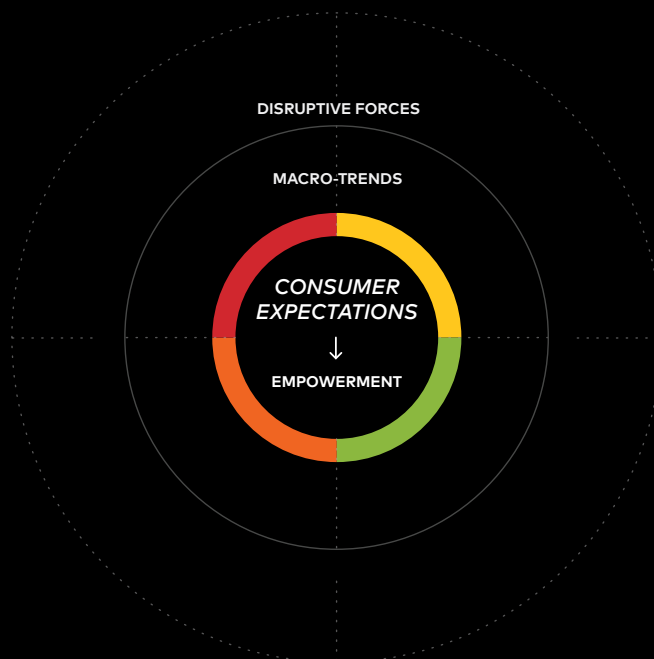 DISRUPTIVE FORCES
MACRO-TRENDS
CONSUMER
EXPECTATIONS
↓
EMPOWERMENT